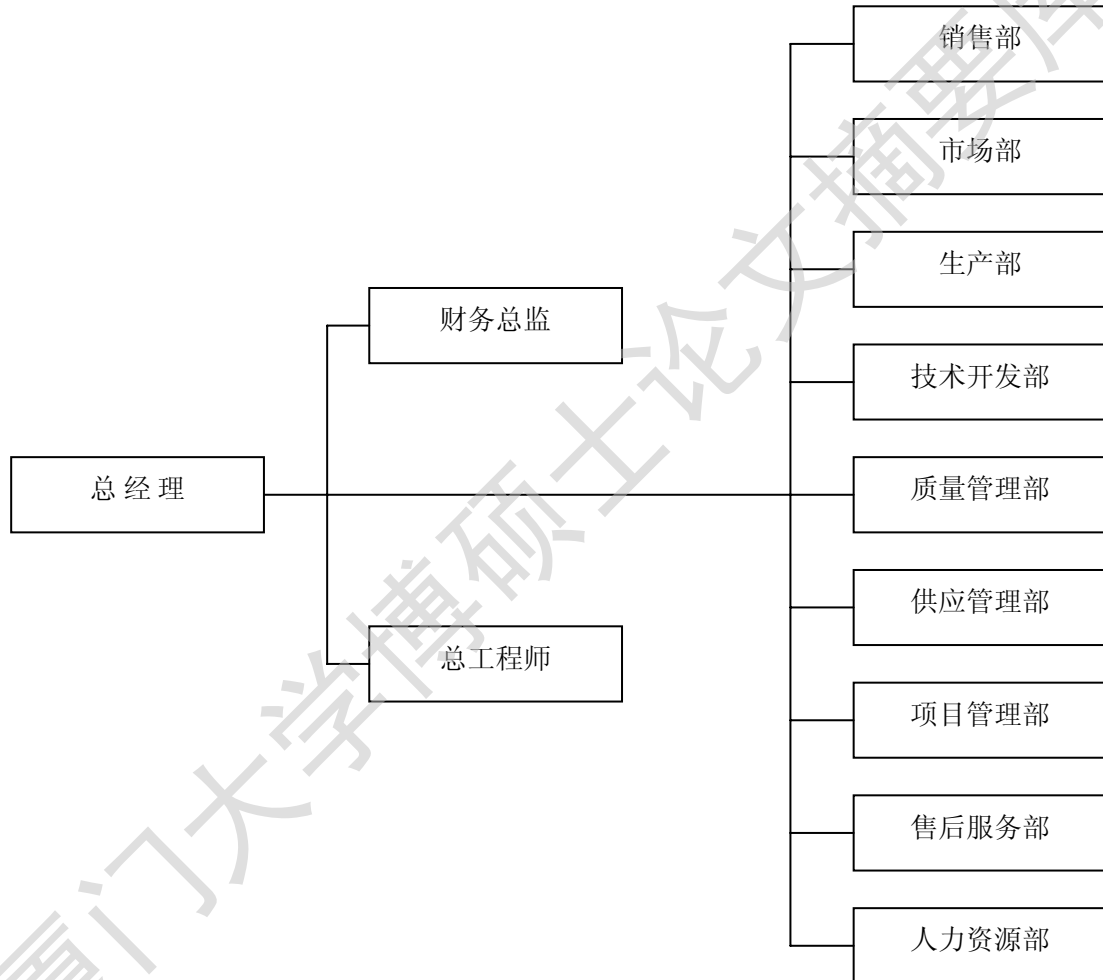 销售部
市场部
生产部
财务总监
技术开发部
总经理
质量管理部
供应管理部
总工程师
项目管理部
售后服务部
人力资源部
厦门大学博硕士论文摘要库